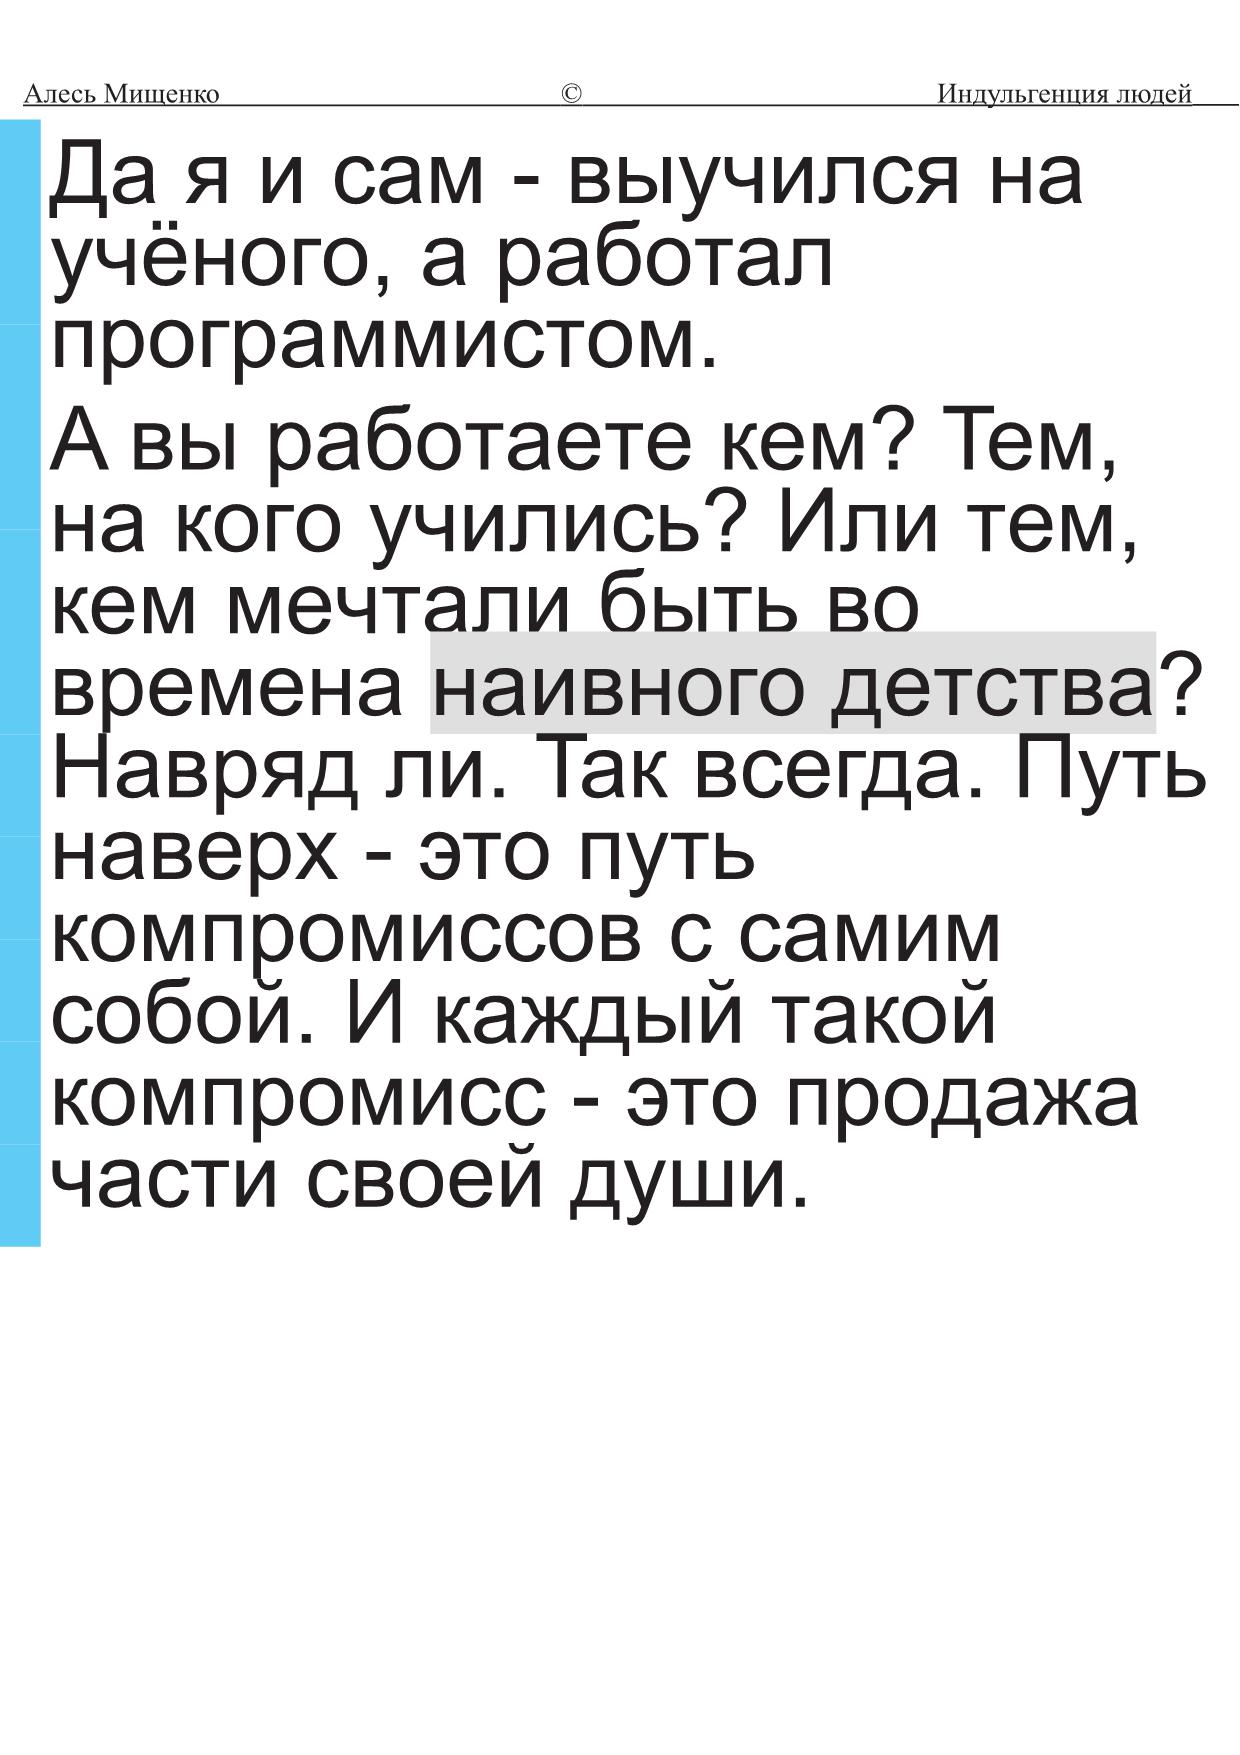 Алесь Мищенко © Индульгенция людей
Да я и сам - выучился на
учёного, а работал
программистом.
А вы работаете кем? Тем,
на кого учились? Или тем,
кем мечтали быть во
времена наивного детства?
Навряд ли. Так всегда. Путь
наверх - это путь
компромиссов с самим
собой. И каждый такой
компромисс - это продажа
части своей души.